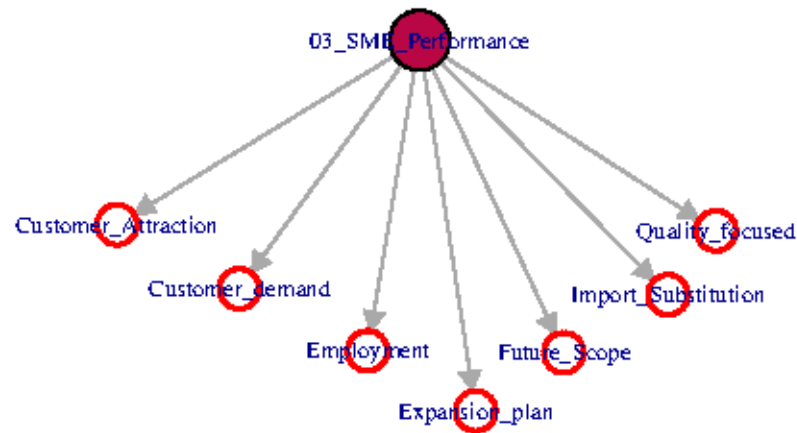 03_SME_Performance
Customer_Attraction
Quality_focused
Customer_demand
Import_Substitution
Employment
Future_Scope
Expansion_plan